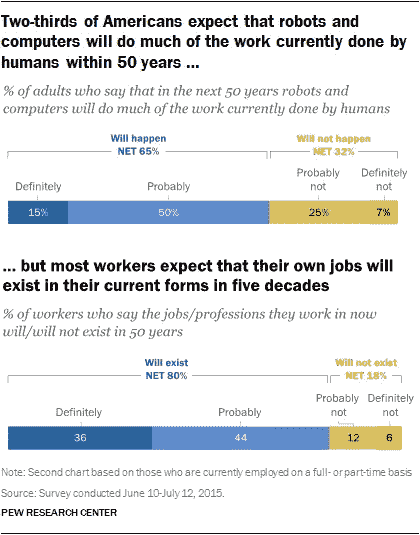 Two-thirds of Americans expect that robots and
computers will do much of the work currently done by
humans within 50 years ...
% of adults who say that in the next 50 years robots and
computers will do much of the work currently done by humans
Will happen
NET 65%
Will not happen
NET 32%
Definitely
Probably
Probably
not
Definitely
not
15%
50%
25%
7%
... but most workers expect that their own jobs will
exist in their current forms in five decades
% of workers who say the jobs/professions they work in now
will/will not exist in 50 years
Will exist
NET 80%
Will not exist
NET 18%
Definitely
Probably
Probably
not
Definitely
not
36
44
12
6
Note: Second chart based on those who are currently employed on a full- or part-time basis
Source: Survey conducted June 10-July 12, 2015.
PEW RESEARCH CENTER